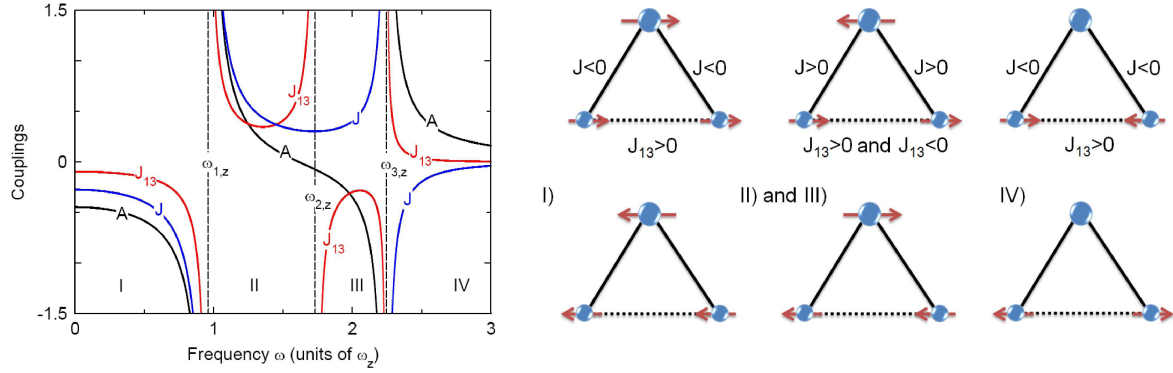 1.5
0
-1.5
Couplings
J13
J
A
ω1,z
I
J13
J
A
ω2,z
II
J13
III
ω3,z
A
J13
J
IV
0
1
2
3
Frequency ω (units of ωz)
J<0
J<0
J>0
J>0
J<0
J<0
J13>0
J13>0 and J13<0
J13>0
I)
II) and III)
IV)